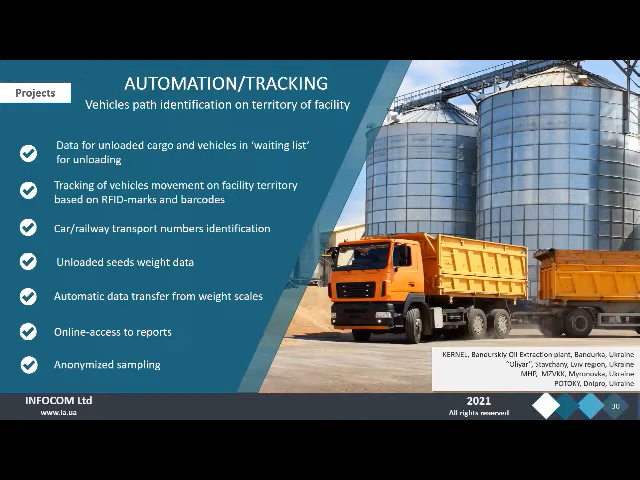 Projects
AUTOMATION/TRACKING
Vehicles path identification on territory of facility
Data for unloaded cargo and vehicles in ‘waiting list’
for unloading
Tracking of vehicles movement on facility territory
based on RFID-marks and barcodes
Car/railway transport numbers identification
Unloaded seeds weight data
Automatic data transfer from weight scales
Online-access to reports
Anonymized sampling
KERNEL, Bandurskiy Oil Extraction plant, Bandurka, Ukraine
"Oliyar", Stavchany, Lviv region, Ukraine
MHP, MZVKK, Myronovka, Ukraine
POTOKY, Dnipro, Ukraine
INFOCOM Ltd
www.ia.ua
2021
All rights reserved
30